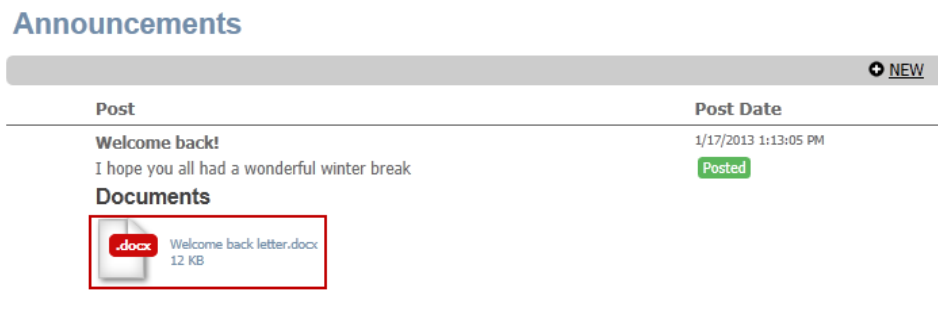 Announcements
NEW
Post Post Date
Welcome back! 1/17/2013 1:13:05 PM
I hope you all had a wonderful winter break Posted
Documents
.docx Welcome back letter.docx
12 KB